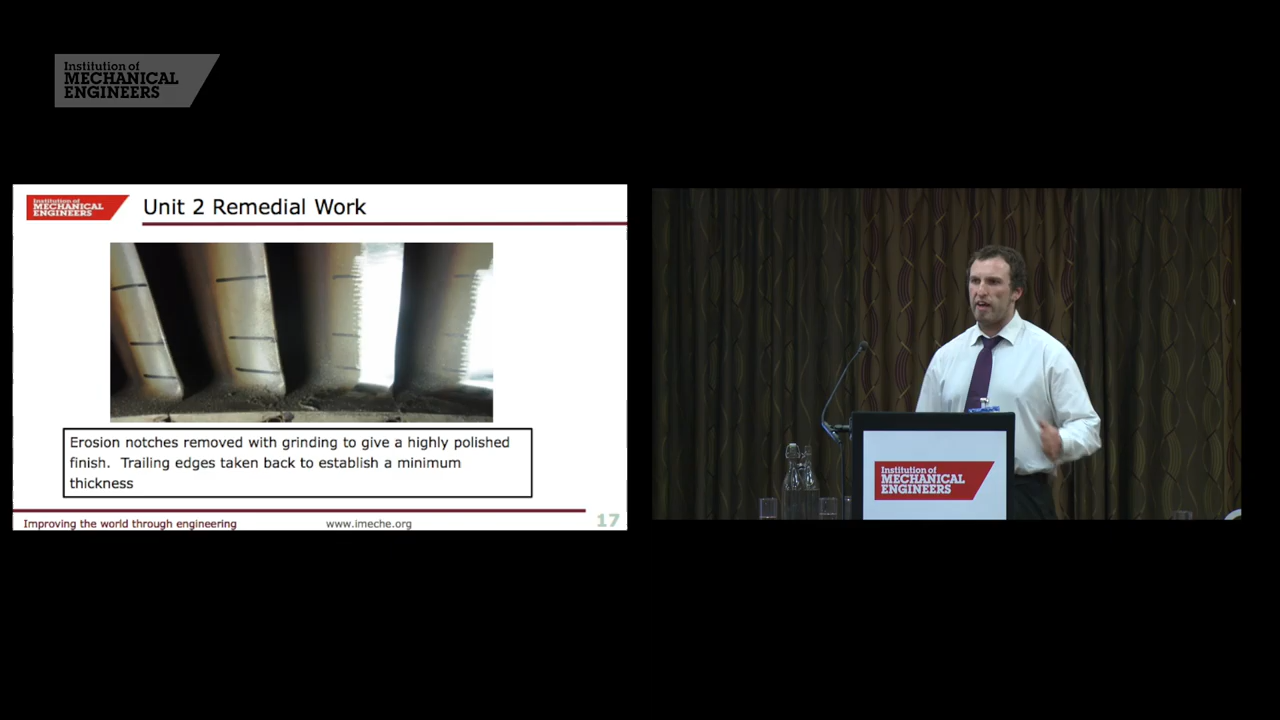 Institution of
MECHANICAL
ENGINEERS
Institution of
MECHANICAL
ENGINEERS
Unit 2 Remedial Work
Erosion notches removed with grinding to give a highly polished
finish. Trailing edges taken back to establish a minimum
thickness
Improving the world through engineering
www.imeche.org
17
Institution of
MECHANICAL
ENGINEERS